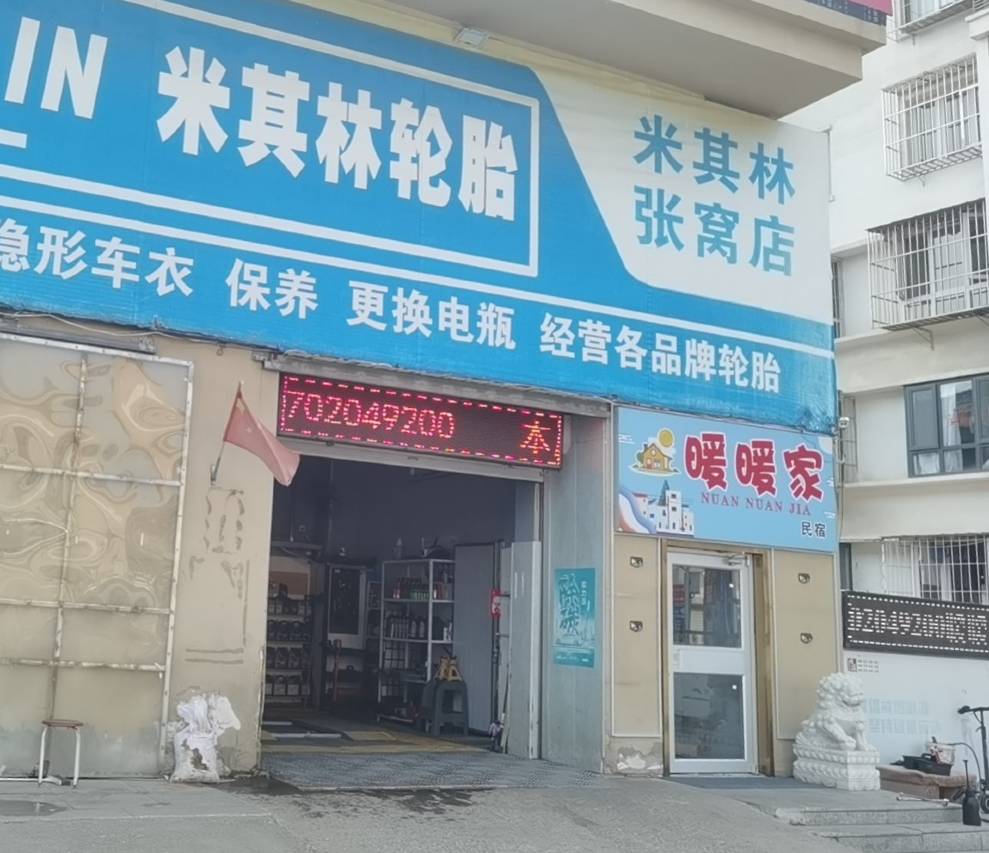 IN 米其林轮胎
米其林
张窝店
隐形车衣 保养 更换电瓶 经营各品牌轮胎
702049200 本
暖暖家
NUAN NUAN JIA
民宿
02049200